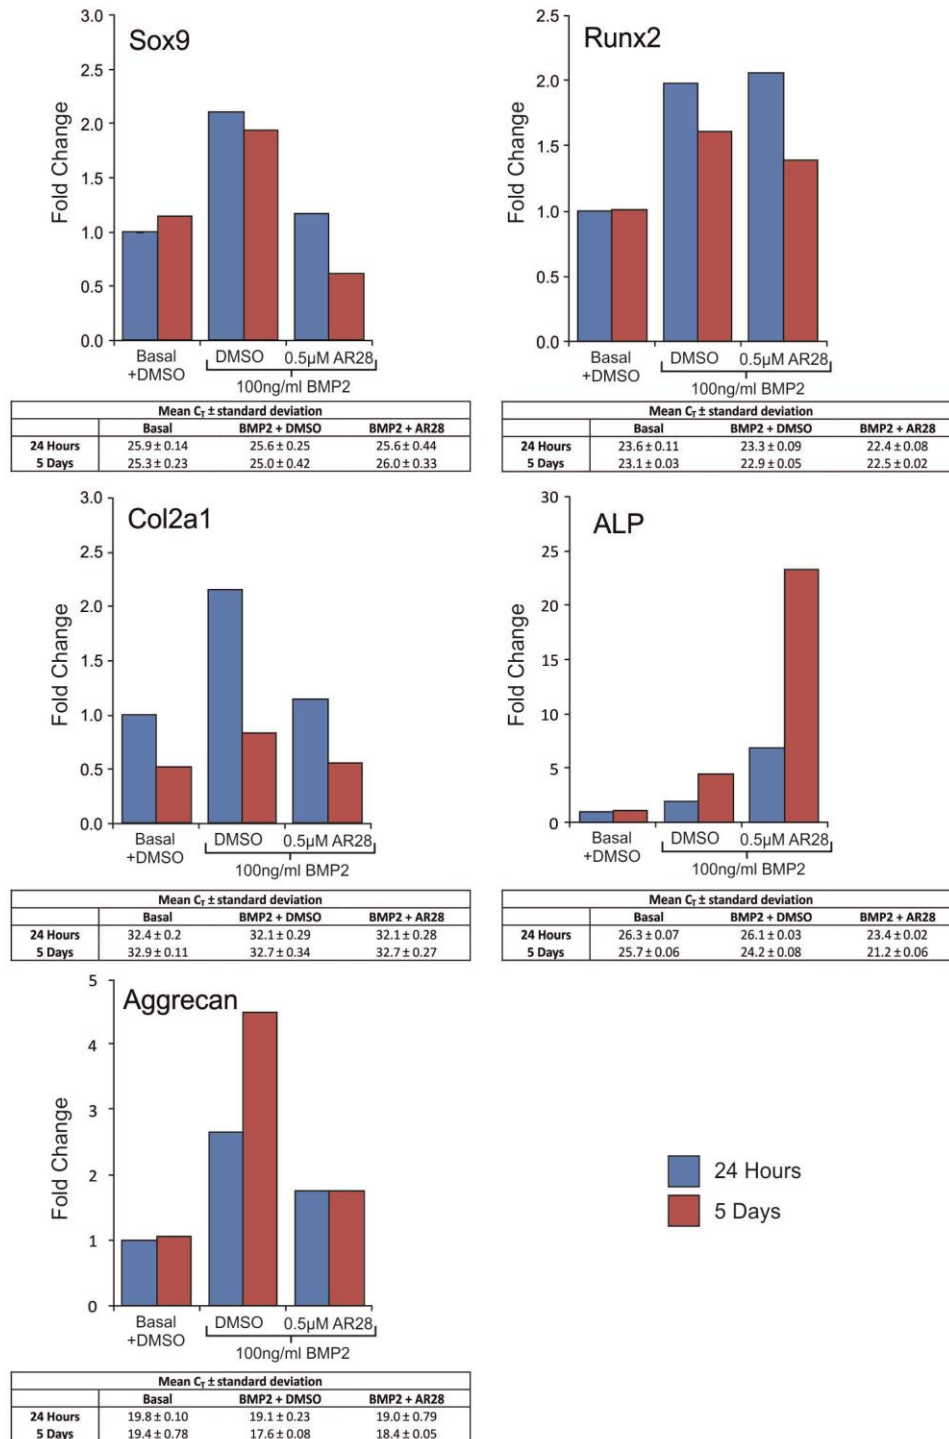 Sox9
Fold Change
3.0
2.5
2.0
1.5
1.0
0.5
0.0
Basal +DMSO
DMSO
0.5μM AR28
100ng/ml BMP2
Mean CT ± standard deviation
Basal BMP2 + DMSO BMP2 + AR28
24 Hours 25.9 ± 0.14 25.6 ± 0.25 25.6 ± 0.44
5 Days 25.3 ± 0.23 25.0 ± 0.42 26.0 ± 0.33
Runx2
Fold Change
2.5
2.0
1.5
1.0
0.5
0.0
Basal +DMSO
DMSO
0.5μM AR28
100ng/ml BMP2
Mean CT ± standard deviation
Basal BMP2 + DMSO BMP2 + AR28
24 Hours 23.6 ± 0.11 23.3 ± 0.09 22.4 ± 0.08
5 Days 23.1 ± 0.03 22.9 ± 0.05 22.5 ± 0.02
Col2a1
Fold Change
3.0
2.5
2.0
1.5
1.0
0.5
0.0
Basal +DMSO
DMSO
0.5μM AR28
100ng/ml BMP2
Mean CT ± standard deviation
Basal BMP2 + DMSO BMP2 + AR28
24 Hours 32.4 ± 0.2 32.1 ± 0.29 32.1 ± 0.28
5 Days 32.9 ± 0.11 32.7 ± 0.34 32.7 ± 0.27
ALP
Fold Change
30
25
20
15
10
5
0
Basal +DMSO
DMSO
0.5μM AR28
100ng/ml BMP2
Mean CT ± standard deviation
Basal BMP2 + DMSO BMP2 + AR28
24 Hours 26.3 ± 0.07 26.1 ± 0.03 23.4 ± 0.02
5 Days 25.7 ± 0.06 24.2 ± 0.08 21.2 ± 0.06
Aggrecan
Fold Change
5
4
3
2
1
0
Basal +DMSO
DMSO
0.5μM AR28
100ng/ml BMP2
Mean CT ± standard deviation
Basal BMP2 + DMSO BMP2 + AR28
24 Hours 19.8 ± 0.10 19.1 ± 0.23 19.0 ± 0.79
5 Days 19.4 ± 0.78 17.6 ± 0.08 18.4 ± 0.05
24 Hours
5 Days